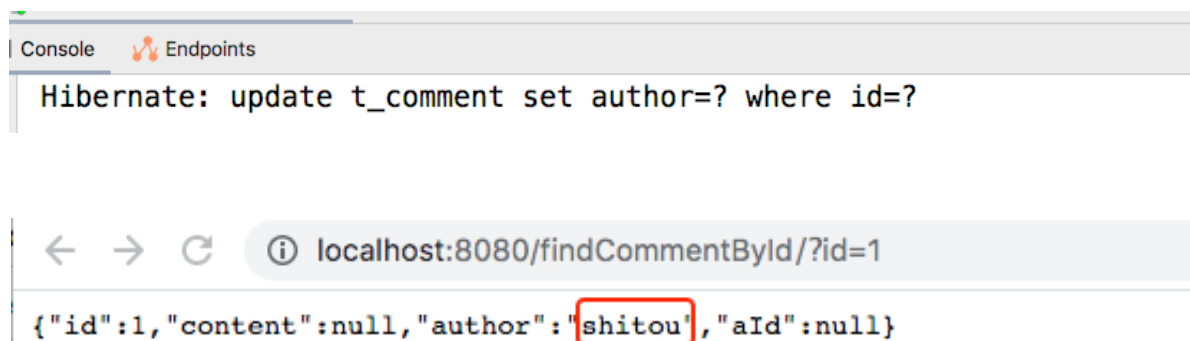 Console Endpoints
Hibernate: update t_comment set author=? where id=?
localhost:8080/findCommentById/?id=1
{"id":1,"content":null,"author":"shitou","aId":null}